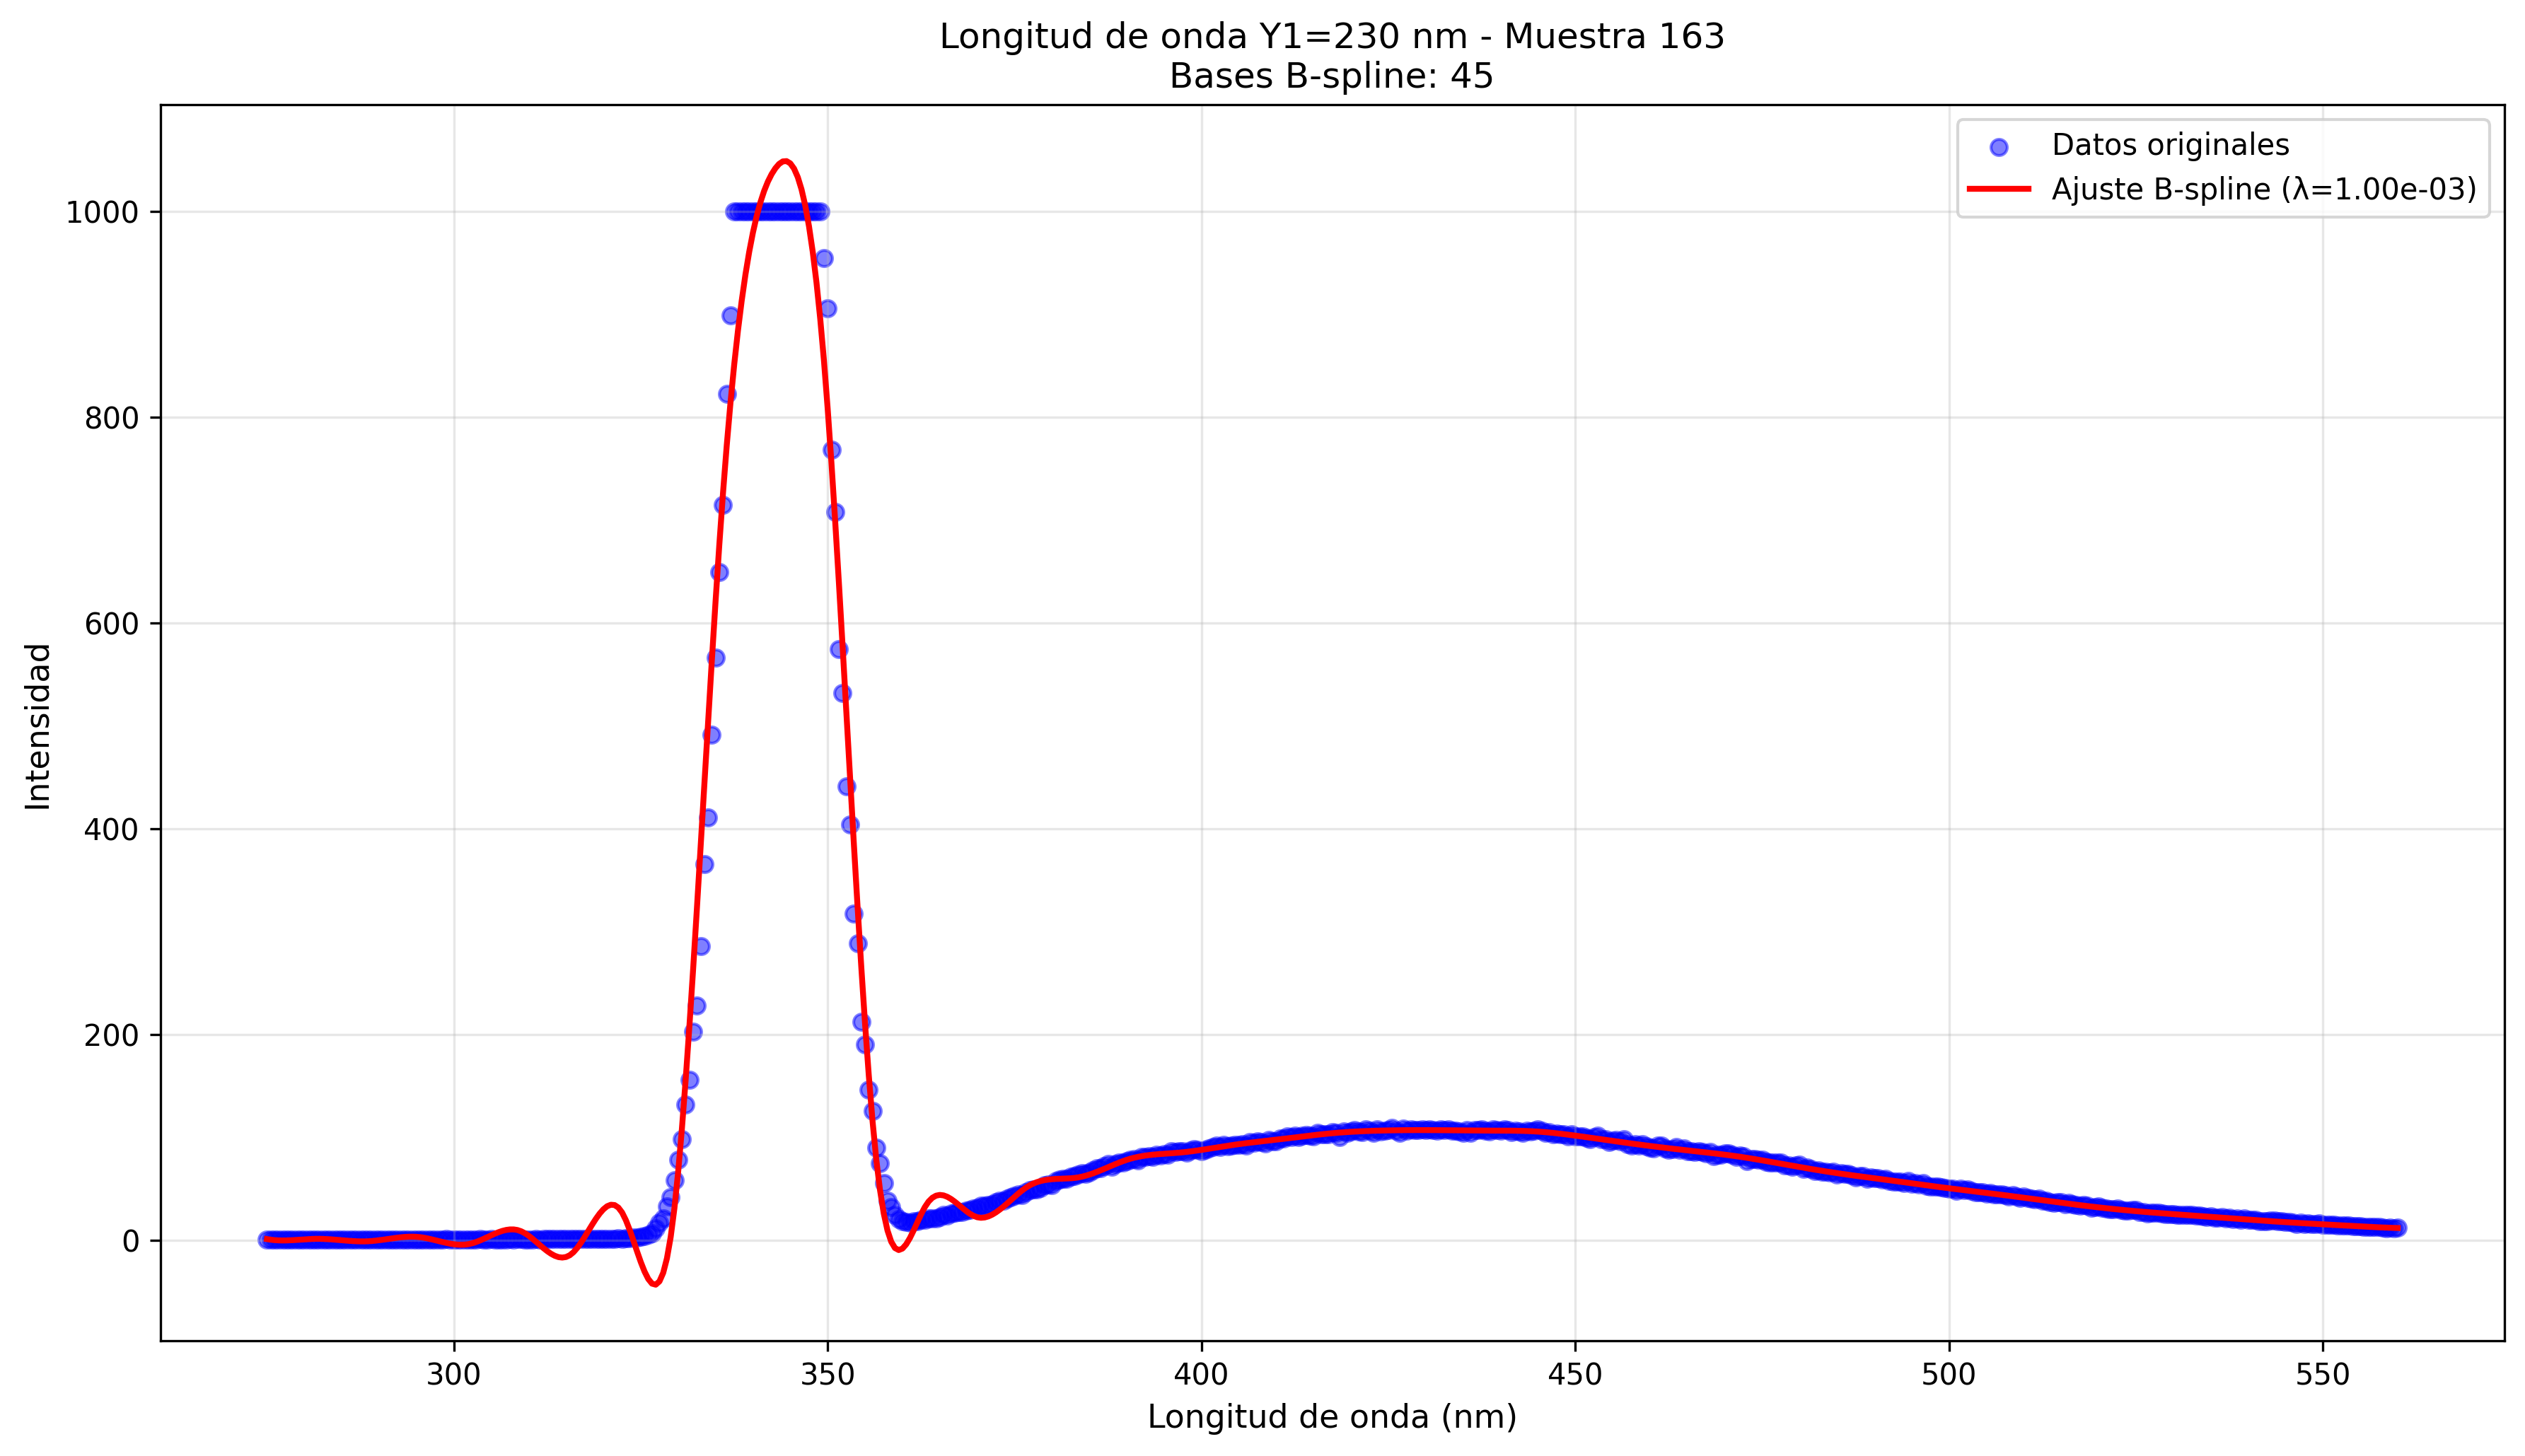 Longitud de onda Y1=230 nm - Muestra 163
Bases B-spline: 45
Datos originales
Ajuste B-spline (λ=1.00e-03)
Intensidad
1000
800
600
400
200
0
300 350 400 450 500 550
Longitud de onda (nm)